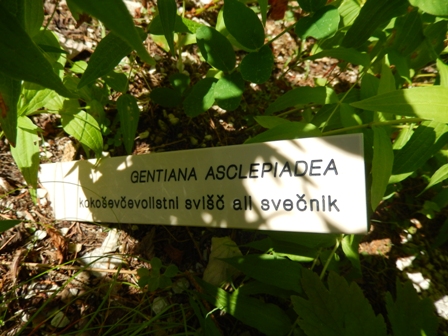 GENTIANA ASCLEPIADEA
kokoševčevolistni svišč ali svečnik